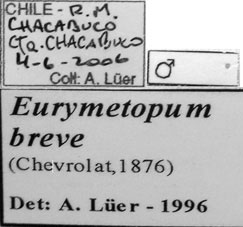 CHILE - R.M.
CHACABUCO
Cta. CHACABUCO
4-6-2006
Coll: A. Lüer
♂
Eurymetopum
breve
(Chevrolat,1876)
Det: A. Lüer - 1996